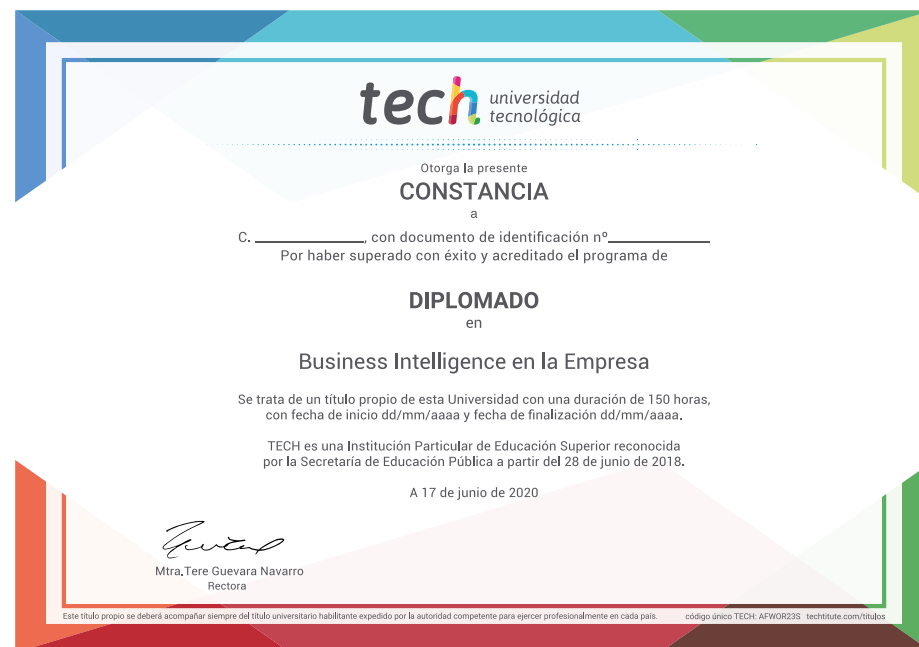 tech universidad
tecnológica
Otorga la presente
CONSTANCIA
a
C. ____________, con documento de identificación nº___________
Por haber superado con éxito y acreditado el programa de
DIPLOMADO
en
Business Intelligence en la Empresa
Se trata de un título propio de esta Universidad con una duración de 150 horas,
con fecha de inicio dd/mm/aaaa y fecha de finalización dd/mm/aaaa.
TECH es una Institución Particular de Educación Superior reconocida
por la Secretaría de Educación Pública a partir del 28 de junio de 2018.
A 17 de junio de 2020
Mtra.Tere Guevara Navarro
Rectora
Este título propio se deberá acompañar siempre del título universitario habilitante expedido por la autoridad competente para ejercer profesionalmente en cada país. código único TECH: AFWOR23S techtitute.com/titulos